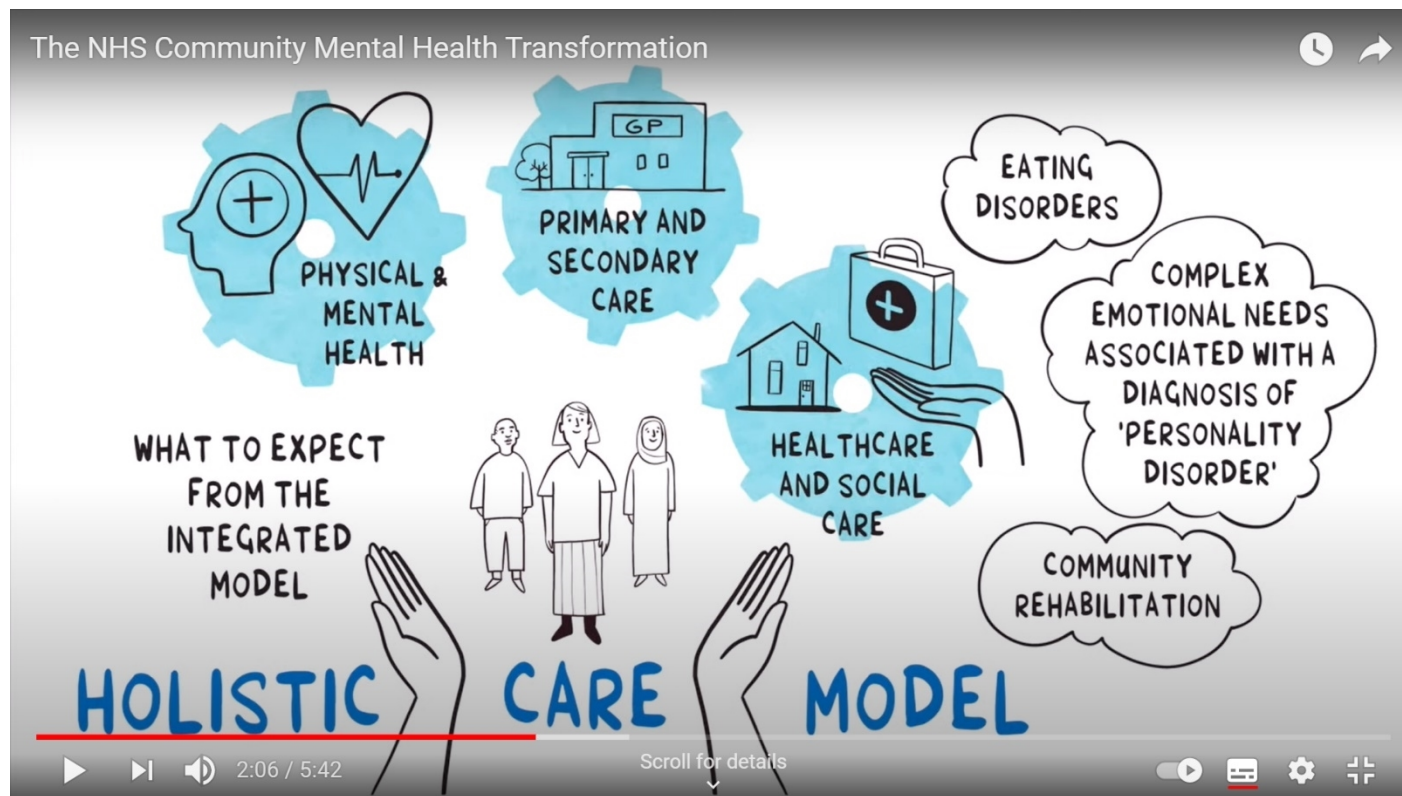 The NHS Community Mental Health Transformation
GP
PHYSICAL &
MENTAL
HEALTH
PRIMARY AND
SECONDARY
CARE
HEALTHCARE
AND SOCIAL
CARE
EATING
DISORDERS
COMPLEX
EMOTIONAL NEEDS
ASSOCIATED WITH A
DIAGNOSIS OF
'PERSONALITY
DISORDER'
COMMUNITY
REHABILITATION
WHAT TO EXPECT
FROM THE
INTEGRATED
MODEL
HOLISTIC CARE MODEL
2:06 / 5:42
Scroll for details